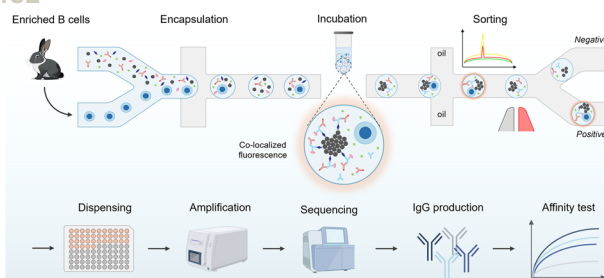 Enriched B cells
Encapsulation
Incubation
Sorting
oil
oil
Negative
Positive
Co-localized
fluorescence
Dispensing
Amplification
Sequencing
IgG production
Affinity test